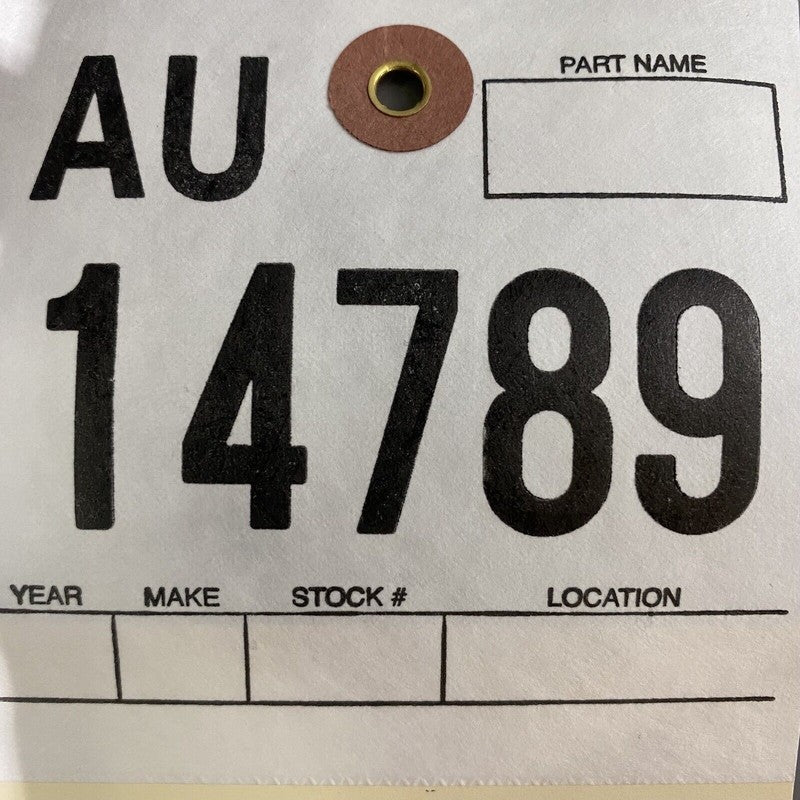 AU
PART NAME
14789
YEAR MAKE STOCK # LOCATION